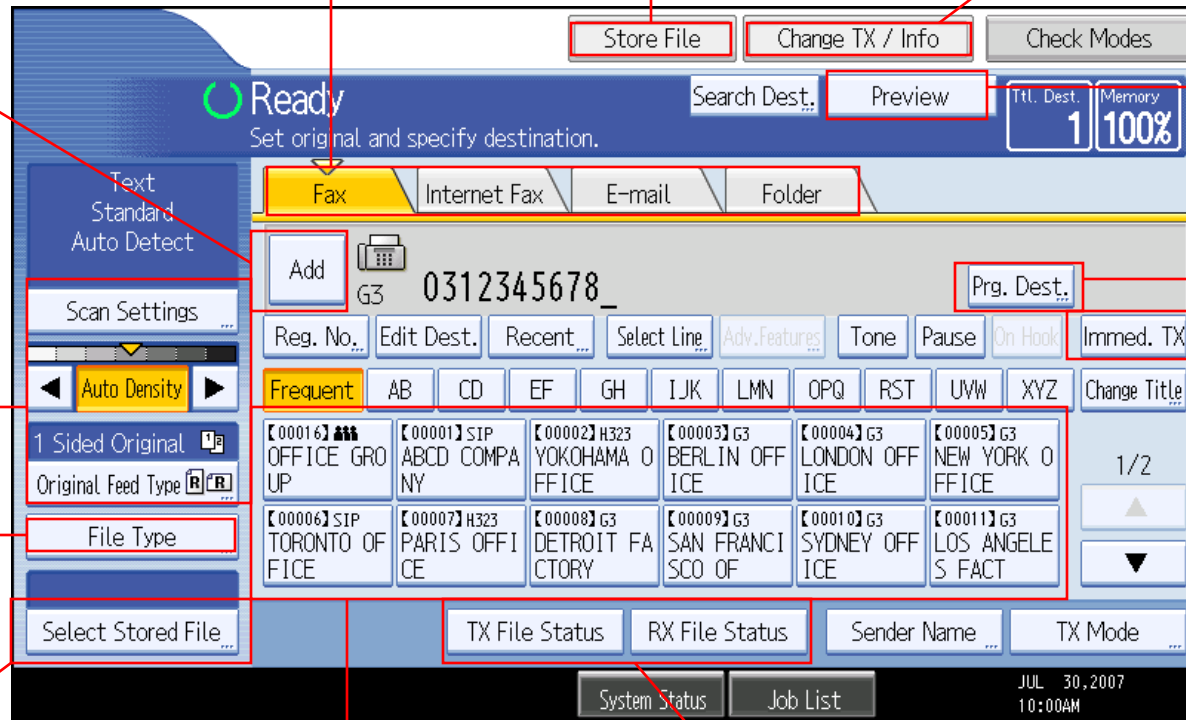 Store File
Change TX / Info
Check Modes
Ready
Search Dest.
Preview
Ttl. Dest.
1
Memory
100%
Set original and specify destination.
Text
Standard
Auto Detect
Fax
Internet Fax
E-mail
Folder
Add
G3
0312345678_
Prg. Dest.
Scan Settings
Reg. No.
Edit Dest.
Recent
Select Line
Adv.Features
Tone
Pause
On Hook
Immed. TX
Auto Density
Frequent
AB
CD
EF
GH
IJK
LMN
OPQ
RST
UVW
XYZ
Change Title
1 Sided Original
Original Feed Type
【00016】
OFFICE GRO
UP
【00001】SIP
ABCD COMPA
NY
【00002】H323
YOKOHAMA O
FFICE
【00003】G3
BERLIN OFF
ICE
【00004】G3
LONDON OFF
ICE
【00005】G3
NEW YORK O
FFICE
1/2
File Type
【00006】SIP
TORONTO OF
FICE
【00007】H323
PARIS OFFI
CE
【00008】G3
DETROIT FA
CTORY
【00009】G3
SAN FRANCI
SCO OF
【00010】G3
SYDNEY OFF
ICE
【00011】G3
LOS ANGELE
S FACT
Select Stored File
TX File Status
RX File Status
Sender Name
TX Mode
System Status
Job List
JUL 30,2007
10:00AM